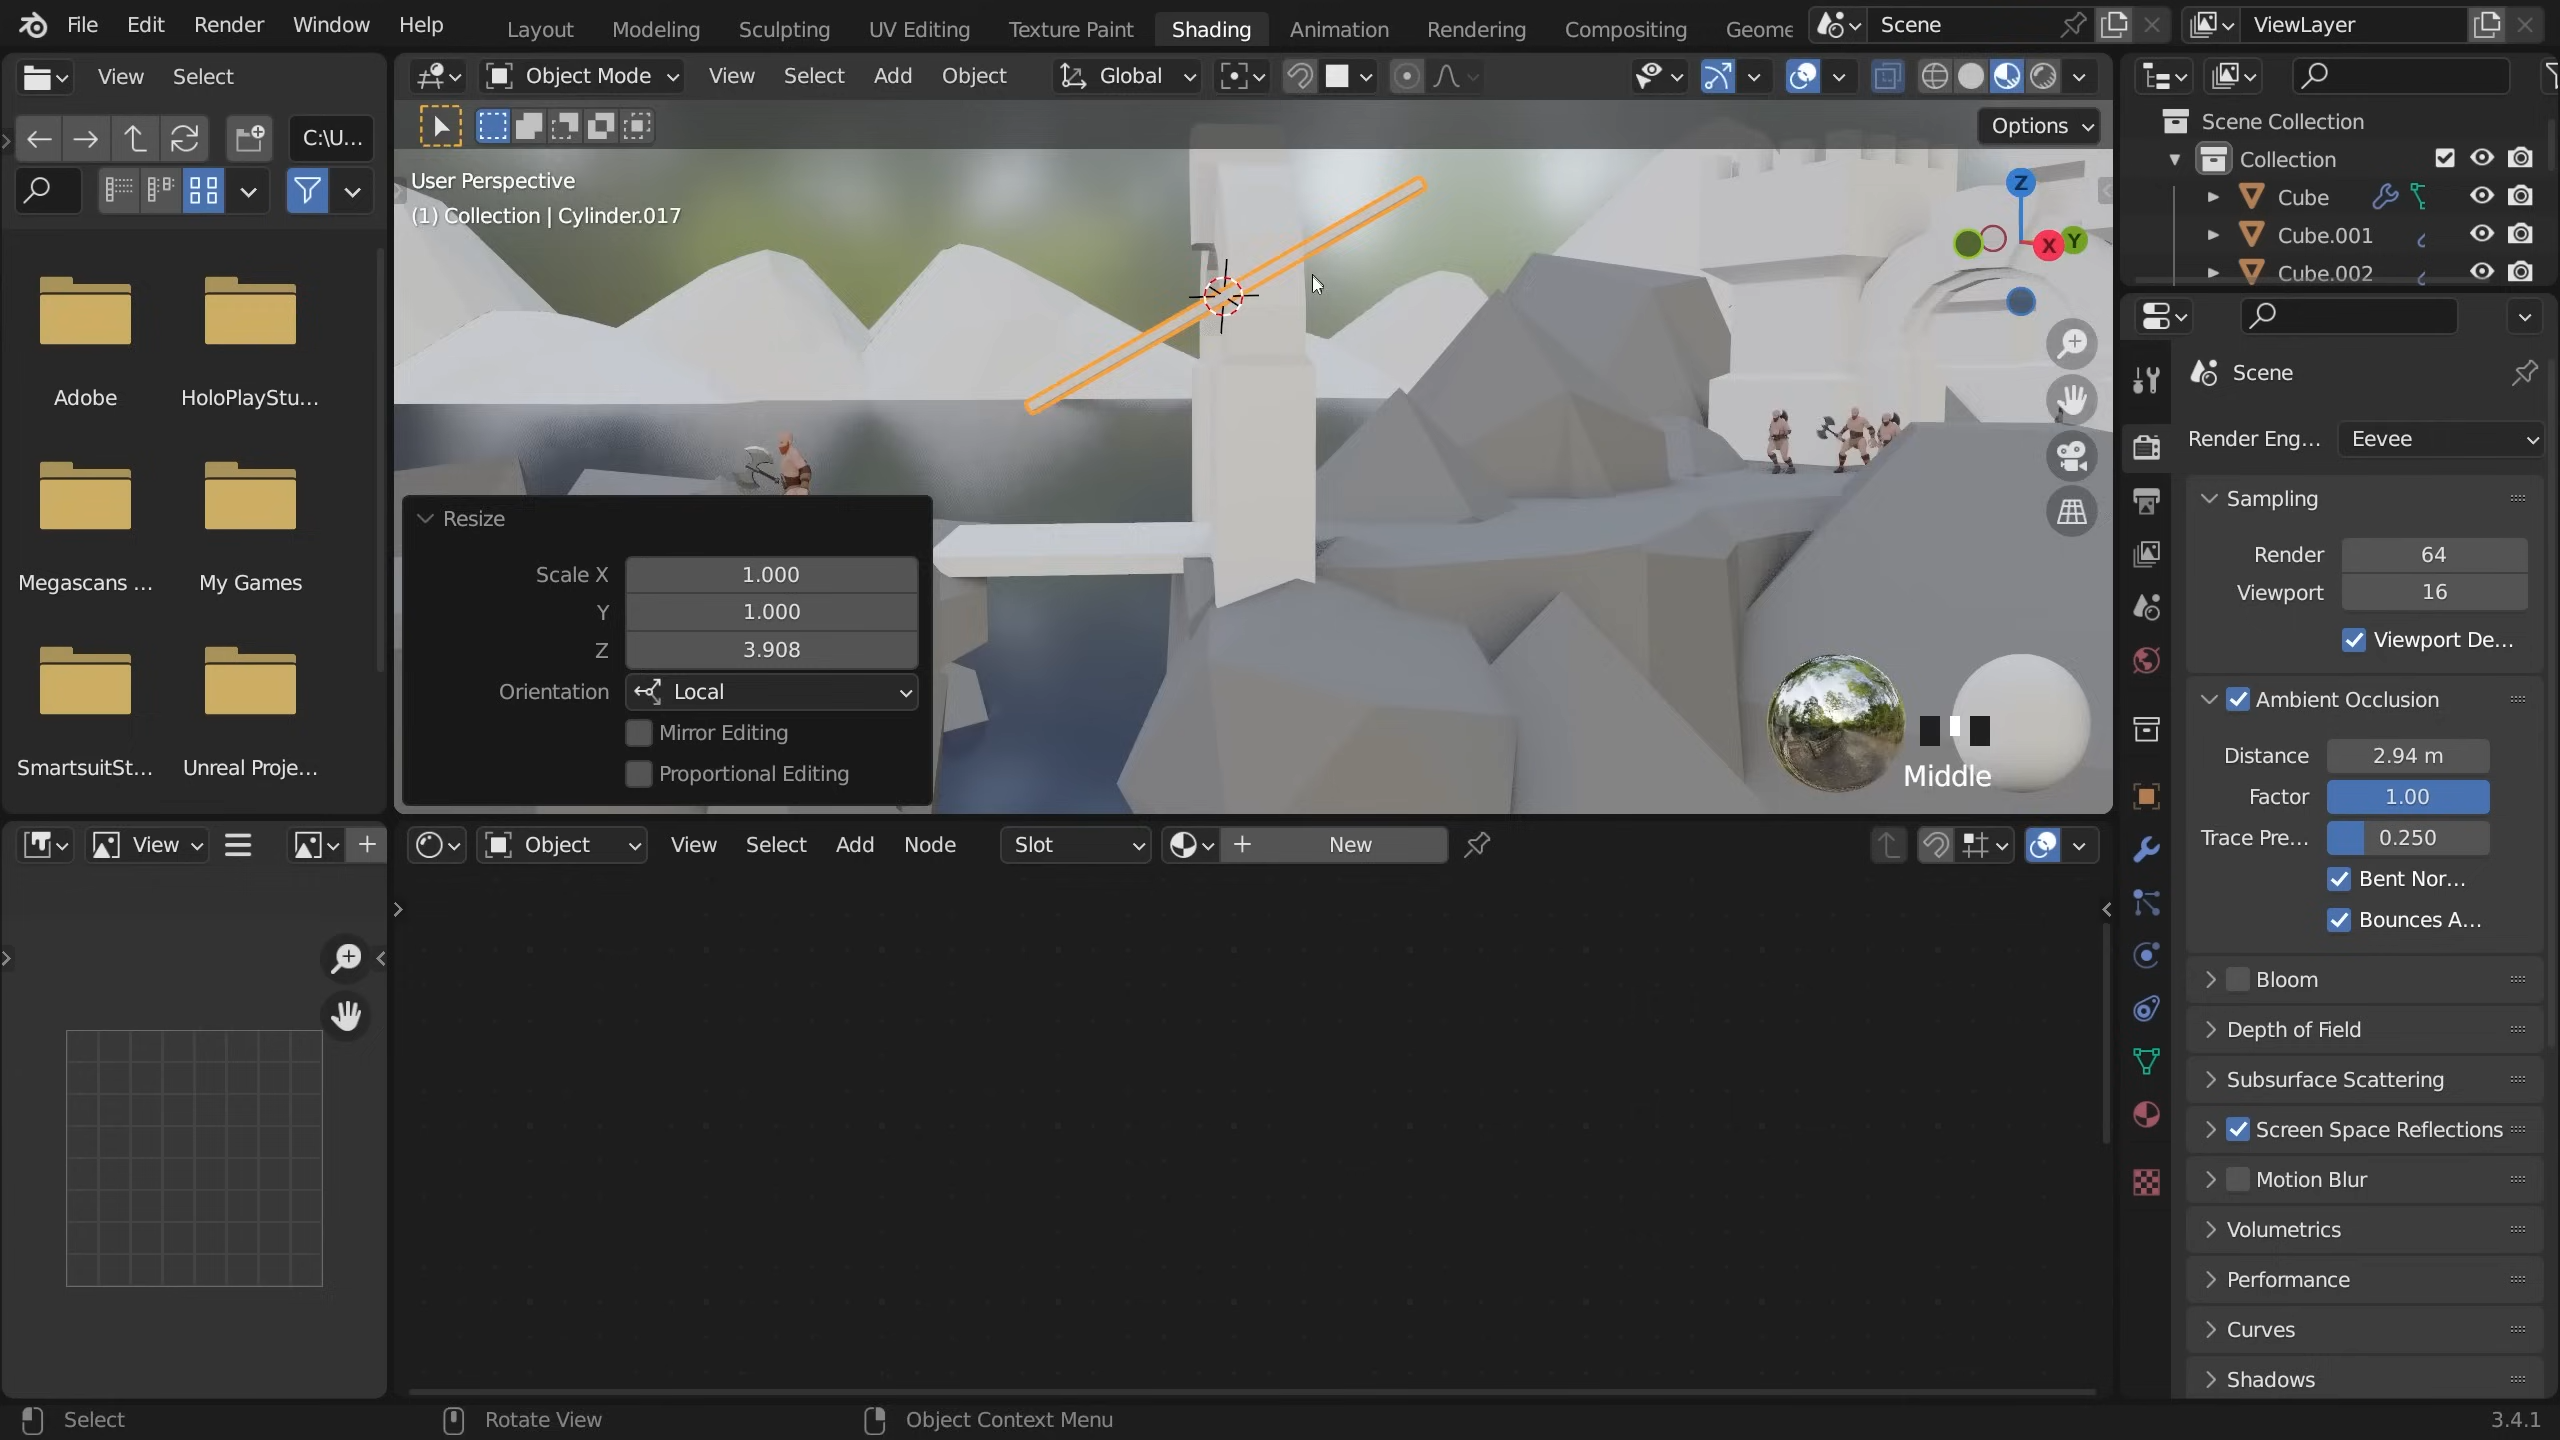 File Edit Render Window Help
Layout Modeling Sculpting UV Editing Texture Paint Shading Animation Rendering Compositing Geome
Scene
ViewLayer
View Select
Object Mode View Select Add Object Global
C:\U...
Options
User Perspective
(1) Collection | Cylinder.017
Z
X
Y
Scene Collection
Collection
Cube
Cube.001
Cube.002
Adobe
HoloPlayStu...
Megascans ...
My Games
SmartsuitSt...
Unreal Proje...
Resize
Scale X 1.000
Y 1.000
Z 3.908
Orientation Local
Mirror Editing
Proportional Editing
Middle
Scene
Render Eng... Eevee
Sampling
Render 64
Viewport 16
Viewport De...
Ambient Occlusion
Distance 2.94 m
Factor 1.00
Trace Pre... 0.250
Bent Nor...
Bounces A...
Bloom
Depth of Field
Subsurface Scattering
Screen Space Reflections
Motion Blur
Volumetrics
Performance
Curves
Shadows
View
Object View Select Add Node Slot New
Select
Rotate View
Object Context Menu
3.4.1